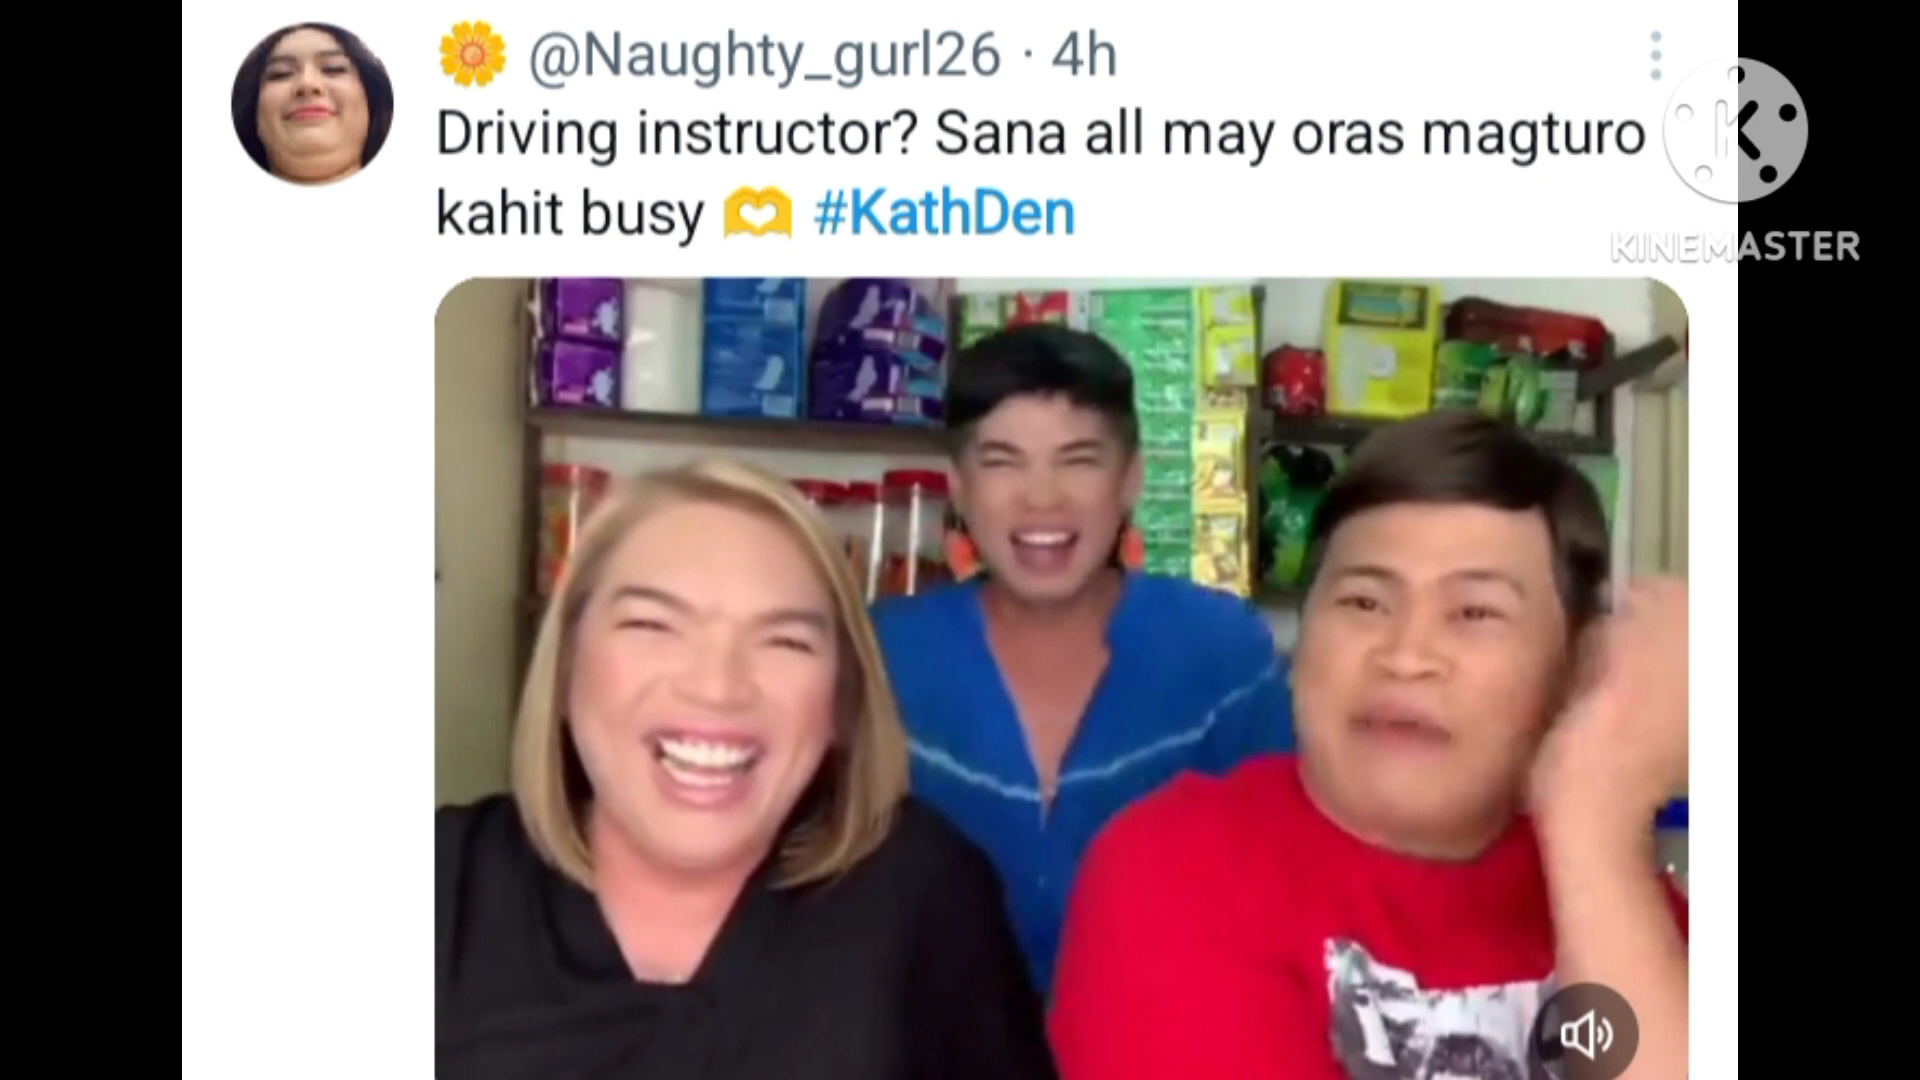 🌼 @Naughty_gurl26 · 4h
Driving instructor? Sana all may oras magturo
kahit busy 🫶 #KathDen
K
KINEMASTER